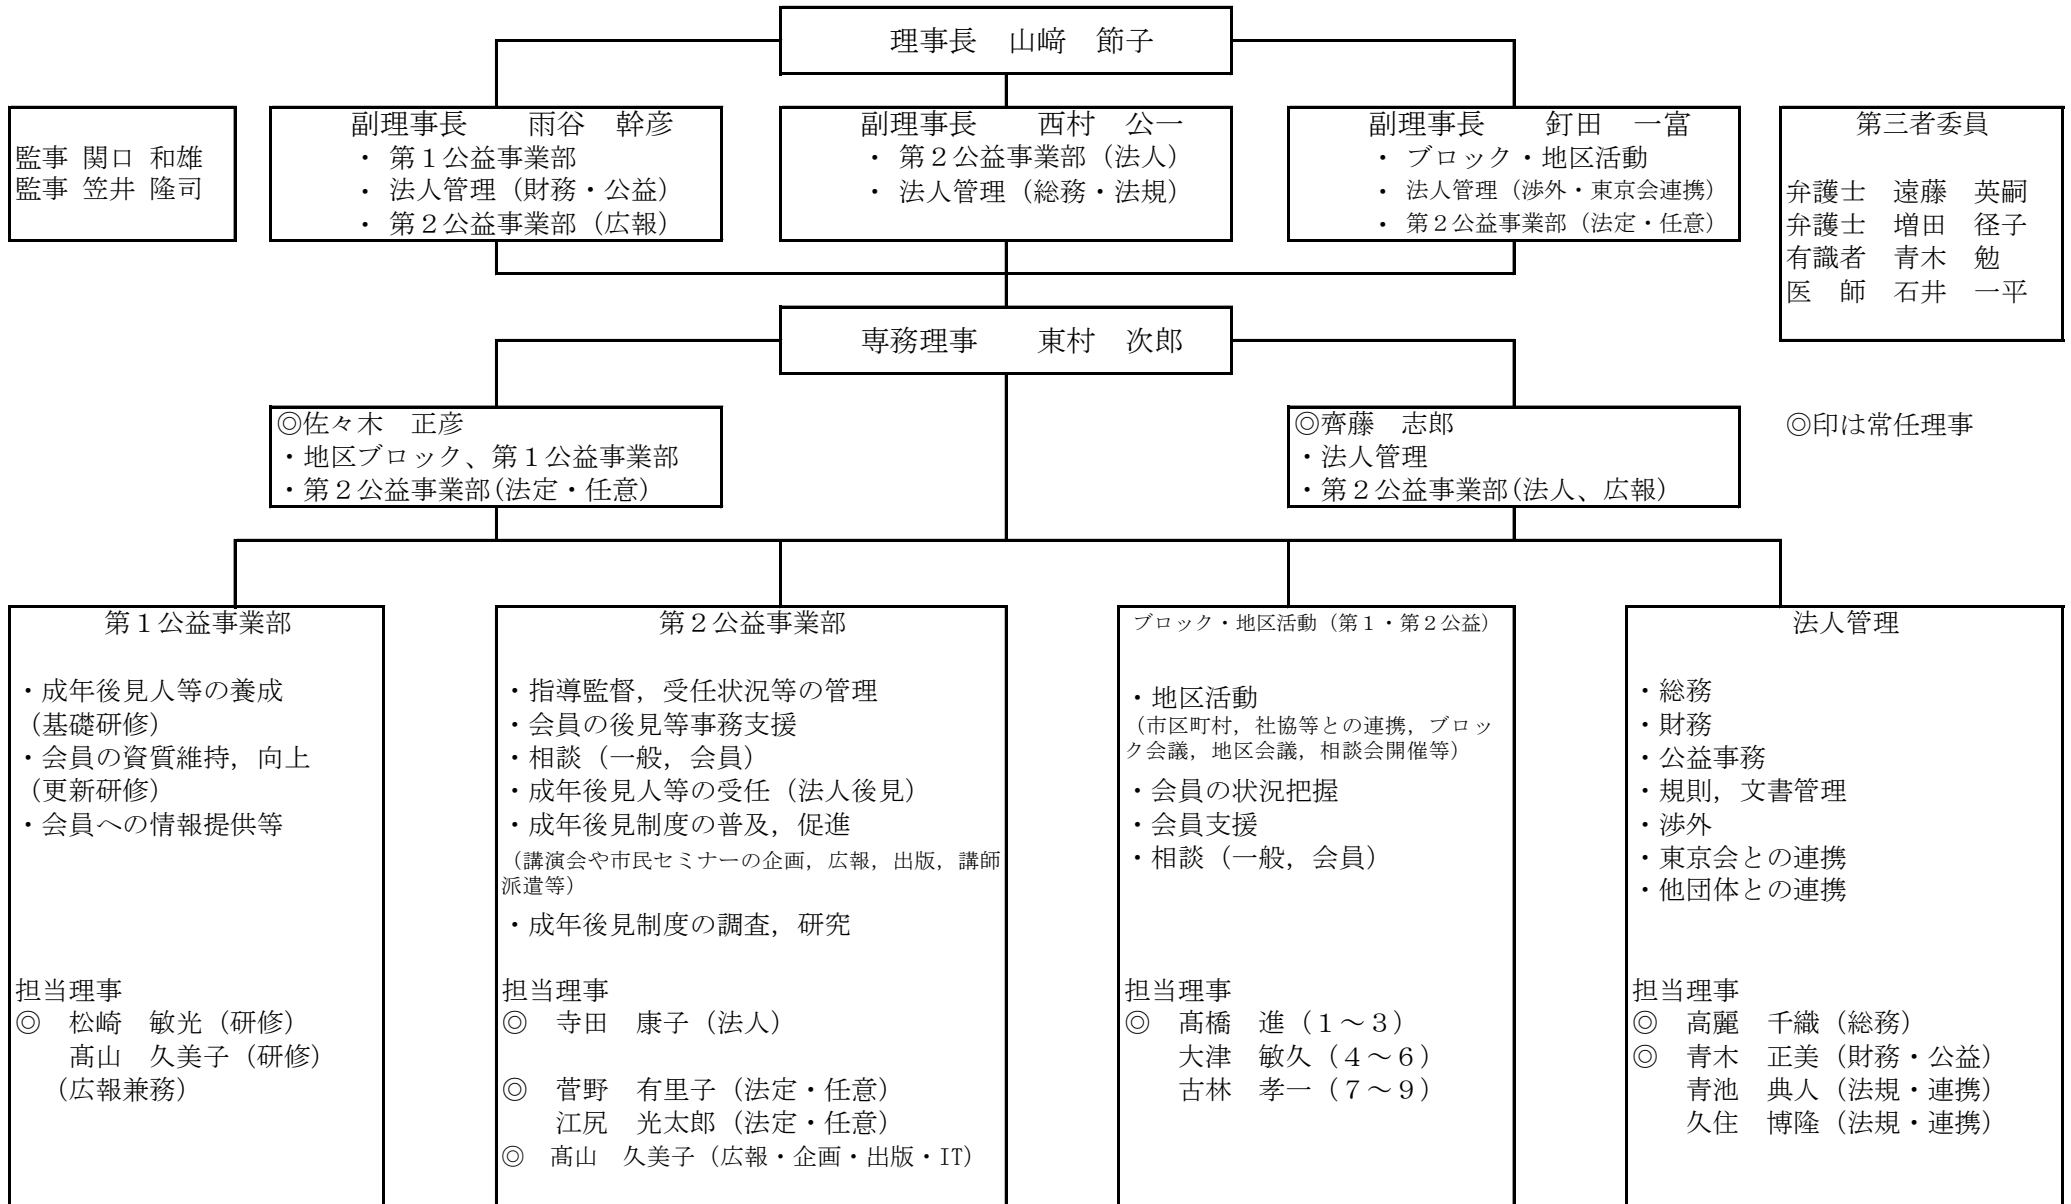 理事長　山﨑　節子
監事 関口 和雄
監事 笠井 隆司
副理事長　　雨谷　幹彦
・ 第１公益事業部
・ 法人管理（財務・公益）
・ 第２公益事業部（広報）
副理事長　　西村　公一
・ 第２公益事業部（法人）
・ 法人管理（総務・法規）
副理事長　　釘田　一富
・ ブロック・地区活動
・ 法人管理（渉外・東京会連携）
・ 第２公益事業部（法定・任意）
第三者委員
弁護士　遠藤　英嗣
弁護士　増田　径子
有識者　青木　勉
医　師　石井　一平
専務理事　　東村　次郎
◎佐々木　正彦
・地区ブロック、第１公益事業部
・第２公益事業部(法定・任意)
◎齊藤　志郎
・法人管理
・第２公益事業部(法人、広報)
◎印は常任理事
第１公益事業部
・成年後見人等の養成
（基礎研修）
・会員の資質維持，向上
（更新研修）
・会員への情報提供等
担当理事
◎　松崎　敏光（研修）
髙山　久美子（研修）
（広報兼務）
第２公益事業部
・指導監督，受任状況等の管理
・会員の後見等事務支援
・相談（一般，会員）
・成年後見人等の受任（法人後見）
・成年後見制度の普及，促進
（講演会や市民セミナーの企画，広報，出版，講師
派遣等）
・成年後見制度の調査，研究
担当理事
◎　寺田　康子（法人）
◎　菅野　有里子（法定・任意）
江尻　光太郎（法定・任意）
◎　髙山　久美子（広報・企画・出版・IT）
ブロック・地区活動（第１・第２公益）
・地区活動
（市区町村，社協等との連携，ブロッ
ク会議，地区会議，相談会開催等）
・会員の状況把握
・会員支援
・相談（一般，会員）
担当理事
◎　髙橋　進（１～３）
大津　敏久（４～６）
古林　孝一（７～９）
法人管理
・総務
・財務
・公益事務
・規則，文書管理
・渉外
・東京会との連携
・他団体との連携
担当理事
◎　高麗　千織（総務）
◎　青木　正美（財務・公益）
青池　典人（法規・連携）
久住　博隆（法規・連携）